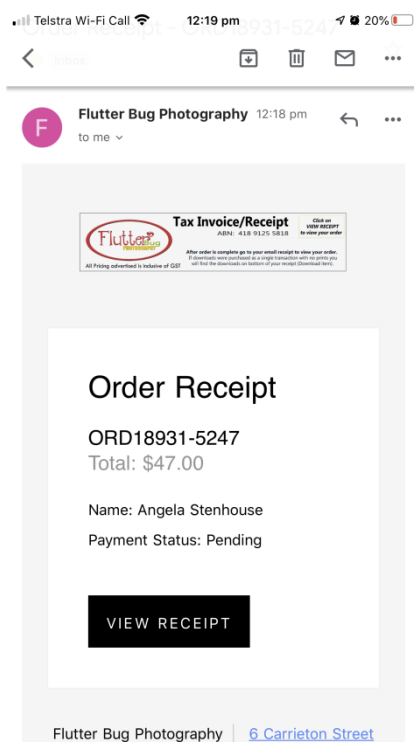 Telstra Wi-Fi Call 12:19 pm 20%
Order Receipt - ORD18931-5247
Inbox
Flutter Bug Photography 12:18 pm
F
to me
Tax Invoice/Receipt
ABN: 418 9125 5818
Click on
VIEW RECEIPT
to view your order
Flutter Bug
PHOTOGRAPHY
After order is complete go to your email receipt to view your order.
If downloads were purchased as a single transaction with no prints you
will find the downloads on bottom of your receipt (Download Item).
All Pricing advertised is inclusive of GST
Order Receipt
ORD18931-5247
Total: $47.00
Name: Angela Stenhouse
Payment Status: Pending
VIEW RECEIPT
Flutter Bug Photography 6 Carrieton Street